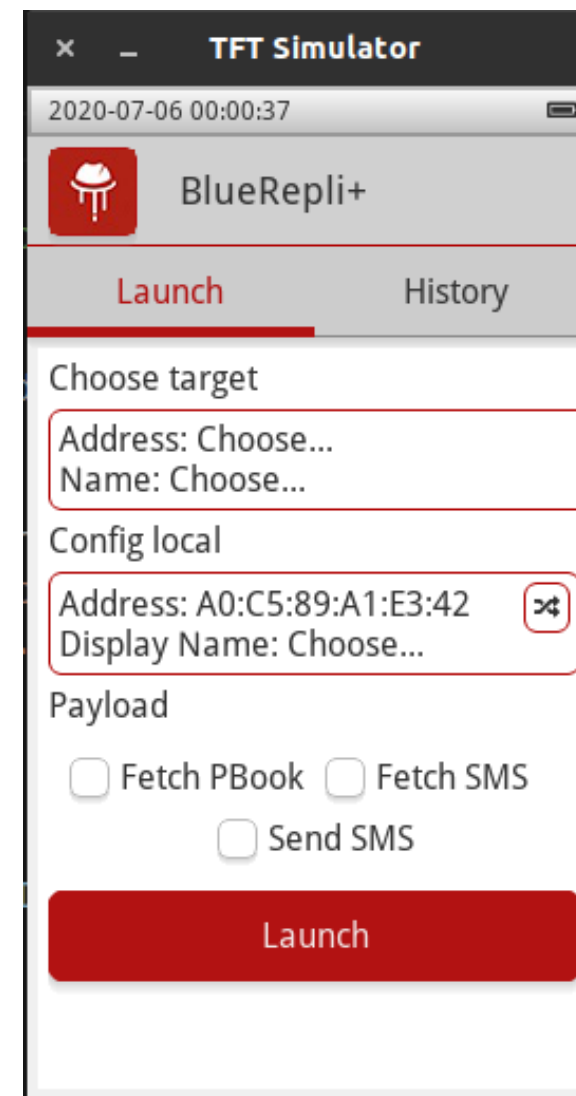 TFT Simulator
2020-07-06 00:00:37
BlueRepli+
Launch History
Choose target
Address: Choose...
Name: Choose...
Config local
Address: A0:C5:89:A1:E3:42
Display Name: Choose...
Payload
Fetch PBook Fetch SMS
Send SMS
Launch